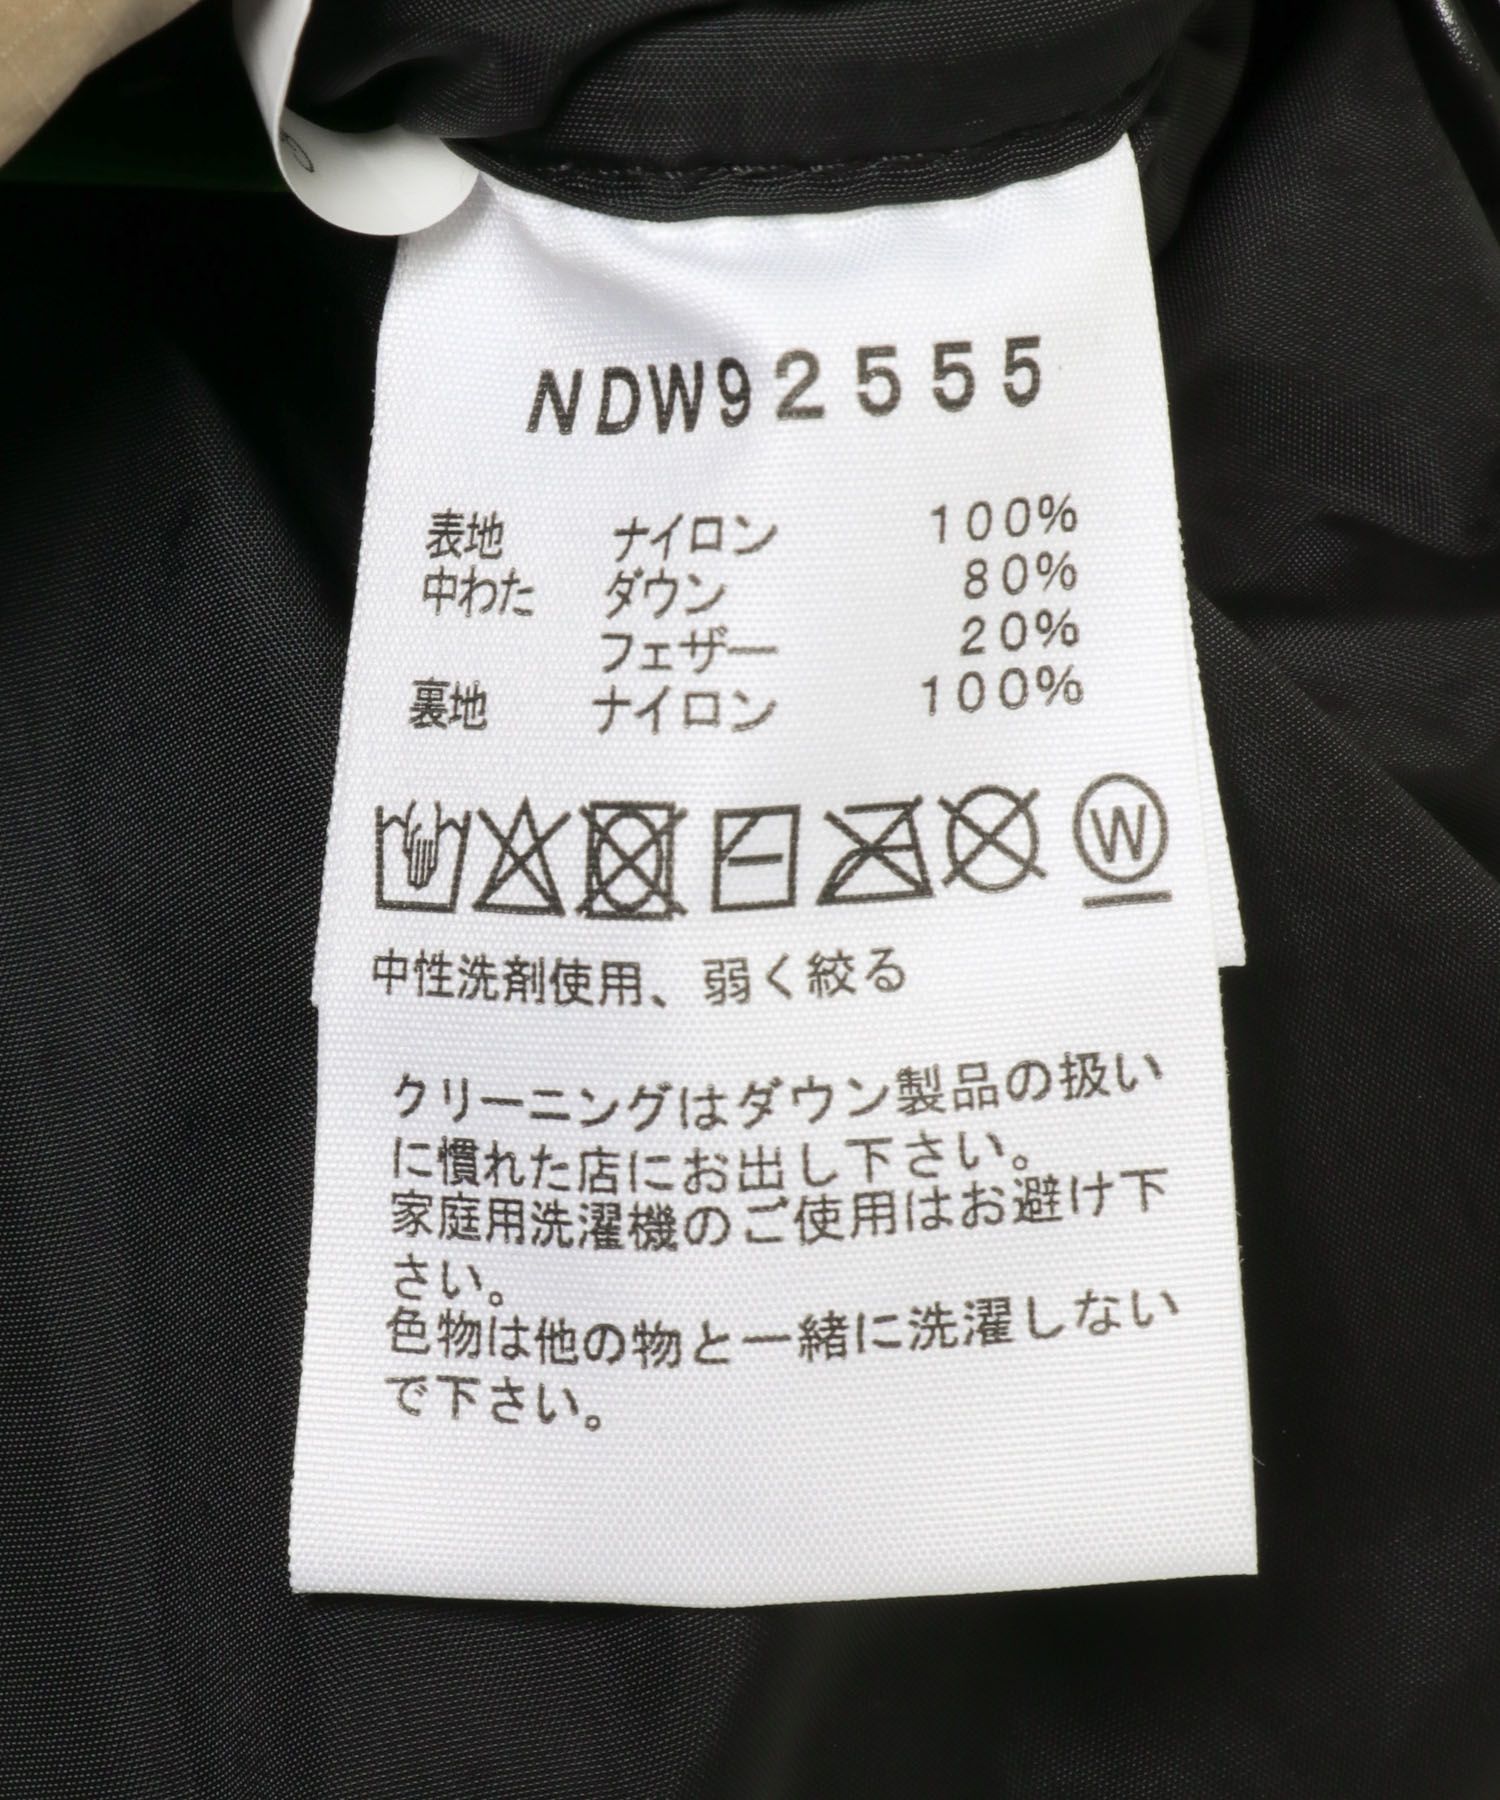 NDW92555
表地 ナイロン 100%
中わた ダウン 80%
フェザー 20%
裏地 ナイロン 100%
W
中性洗剤使用、弱く絞る
クリーニングはダウン製品の扱い
に慣れた店にお出し下さい。
家庭用洗濯機のご使用はお避け下
さい。
色物は他の物と一緒に洗濯しない
で下さい。